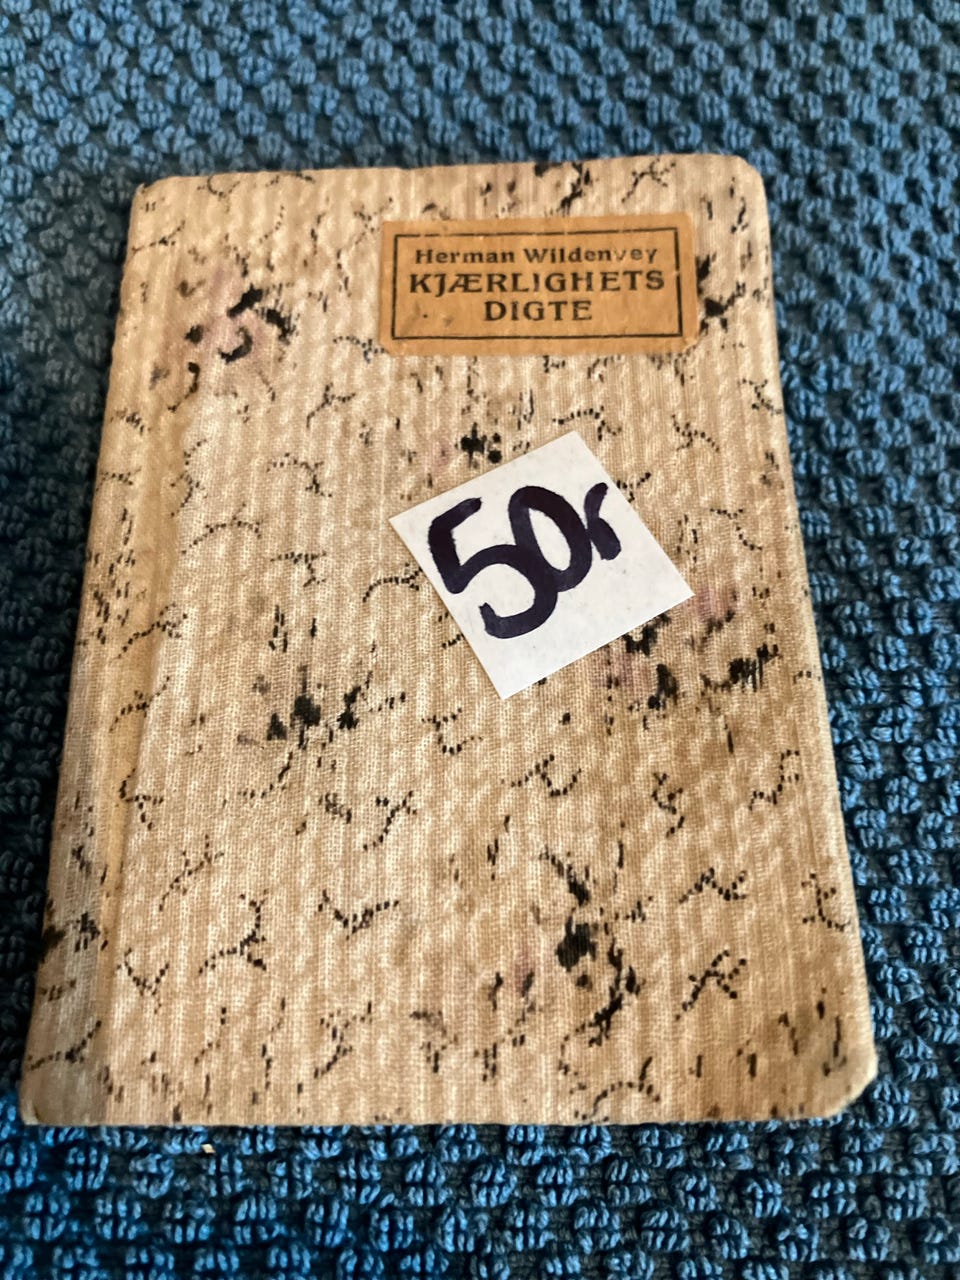 Herman Wildenvey
KJÆRLIGHETS
DIGTE
50r